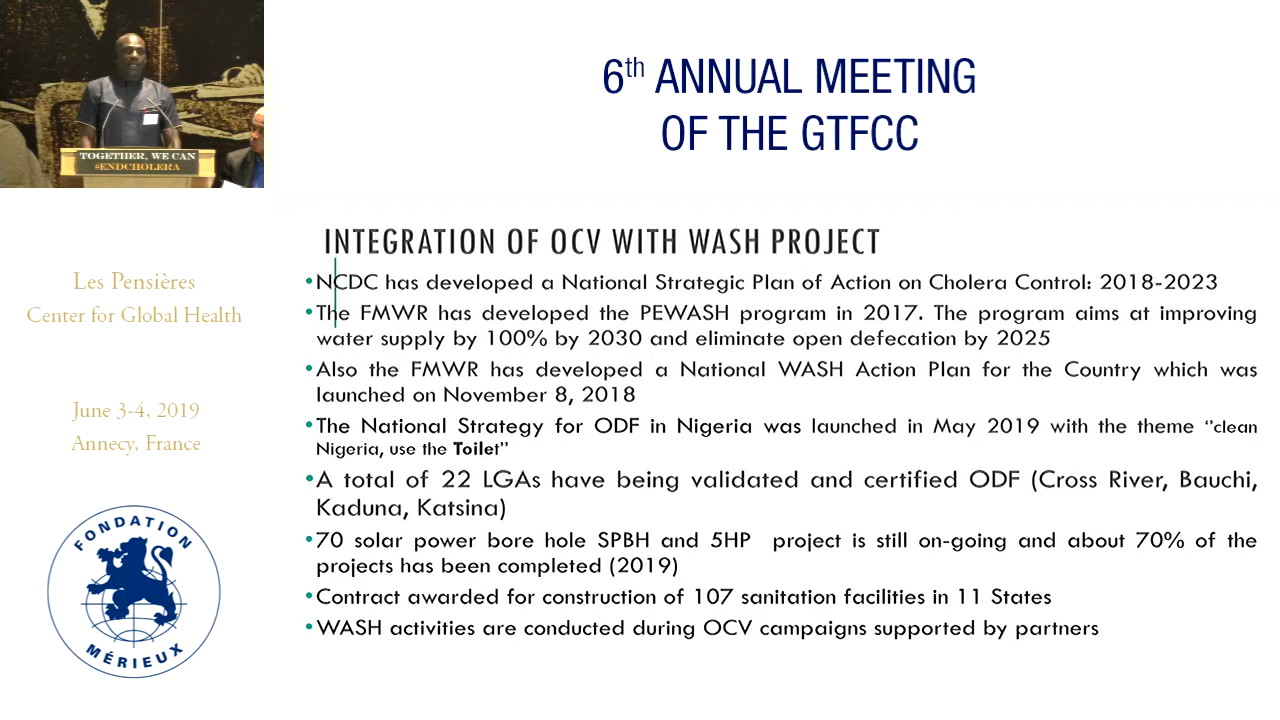 TOGETHER, WE CAN
#ENDCHOLERA
6th ANNUAL MEETING
OF THE GTFCC
Les Pensières
Center for Global Health
June 3-4, 2019
Annecy, France
FONDATION
MÉRIEUX
INTEGRATION OF OCV WITH WASH PROJECT
•NCDC has developed a National Strategic Plan of Action on Cholera Control: 2018-2023
•The FMWR has developed the PEWASH program in 2017. The program aims at improving
water supply by 100% by 2030 and eliminate open defecation by 2025
•Also the FMWR has developed a National WASH Action Plan for the Country which was
launched on November 8, 2018
•The National Strategy for ODF in Nigeria was launched in May 2019 with the theme ‘’clean
Nigeria, use the Toilet’’
•A total of 22 LGAs have being validated and certified ODF (Cross River, Bauchi,
Kaduna, Katsina)
•70 solar power bore hole SPBH and 5HP project is still on-going and about 70% of the
projects has been completed (2019)
•Contract awarded for construction of 107 sanitation facilities in 11 States
•WASH activities are conducted during OCV campaigns supported by partners